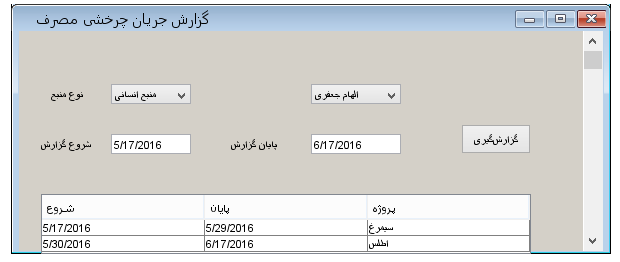 گزارش جریان چرخشی مصرف
نوع منبع منبع انسانی الهام جعفری
شروع گزارش 5/17/2016 پایان گزارش 6/17/2016 گزارش‌گیری
شروع پایان پروژه
5/17/2016 5/29/2016 سیمرغ
5/30/2016 6/17/2016 اطلس